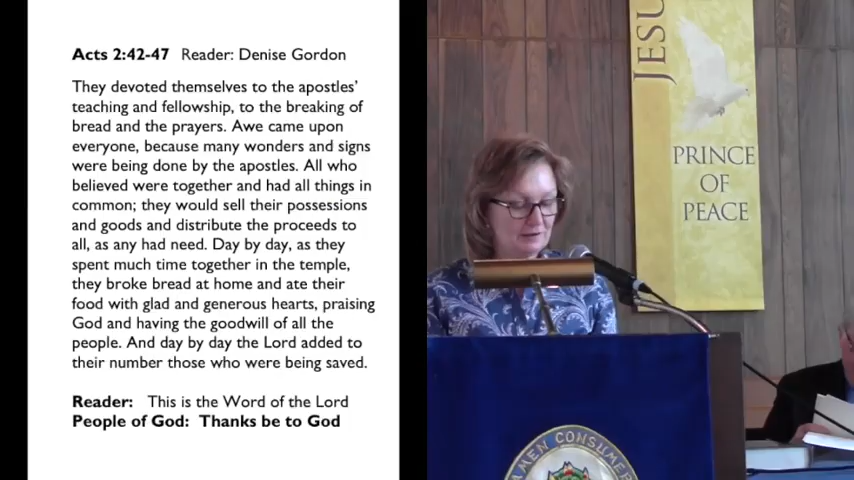 Acts 2:42-47 Reader: Denise Gordon
They devoted themselves to the apostles’
teaching and fellowship, to the breaking of
bread and the prayers. Awe came upon
everyone, because many wonders and signs
were being done by the apostles. All who
believed were together and had all things in
common; they would sell their possessions
and goods and distribute the proceeds to
all, as any had need. Day by day, as they
spent much time together in the temple,
they broke bread at home and ate their
food with glad and generous hearts, praising
God and having the goodwill of all the
people. And day by day the Lord added to
their number those who were being saved.
Reader: This is the Word of the Lord
People of God: Thanks be to God
JESU
PRINCE
OF
PEACE
AMEN CONSUMER